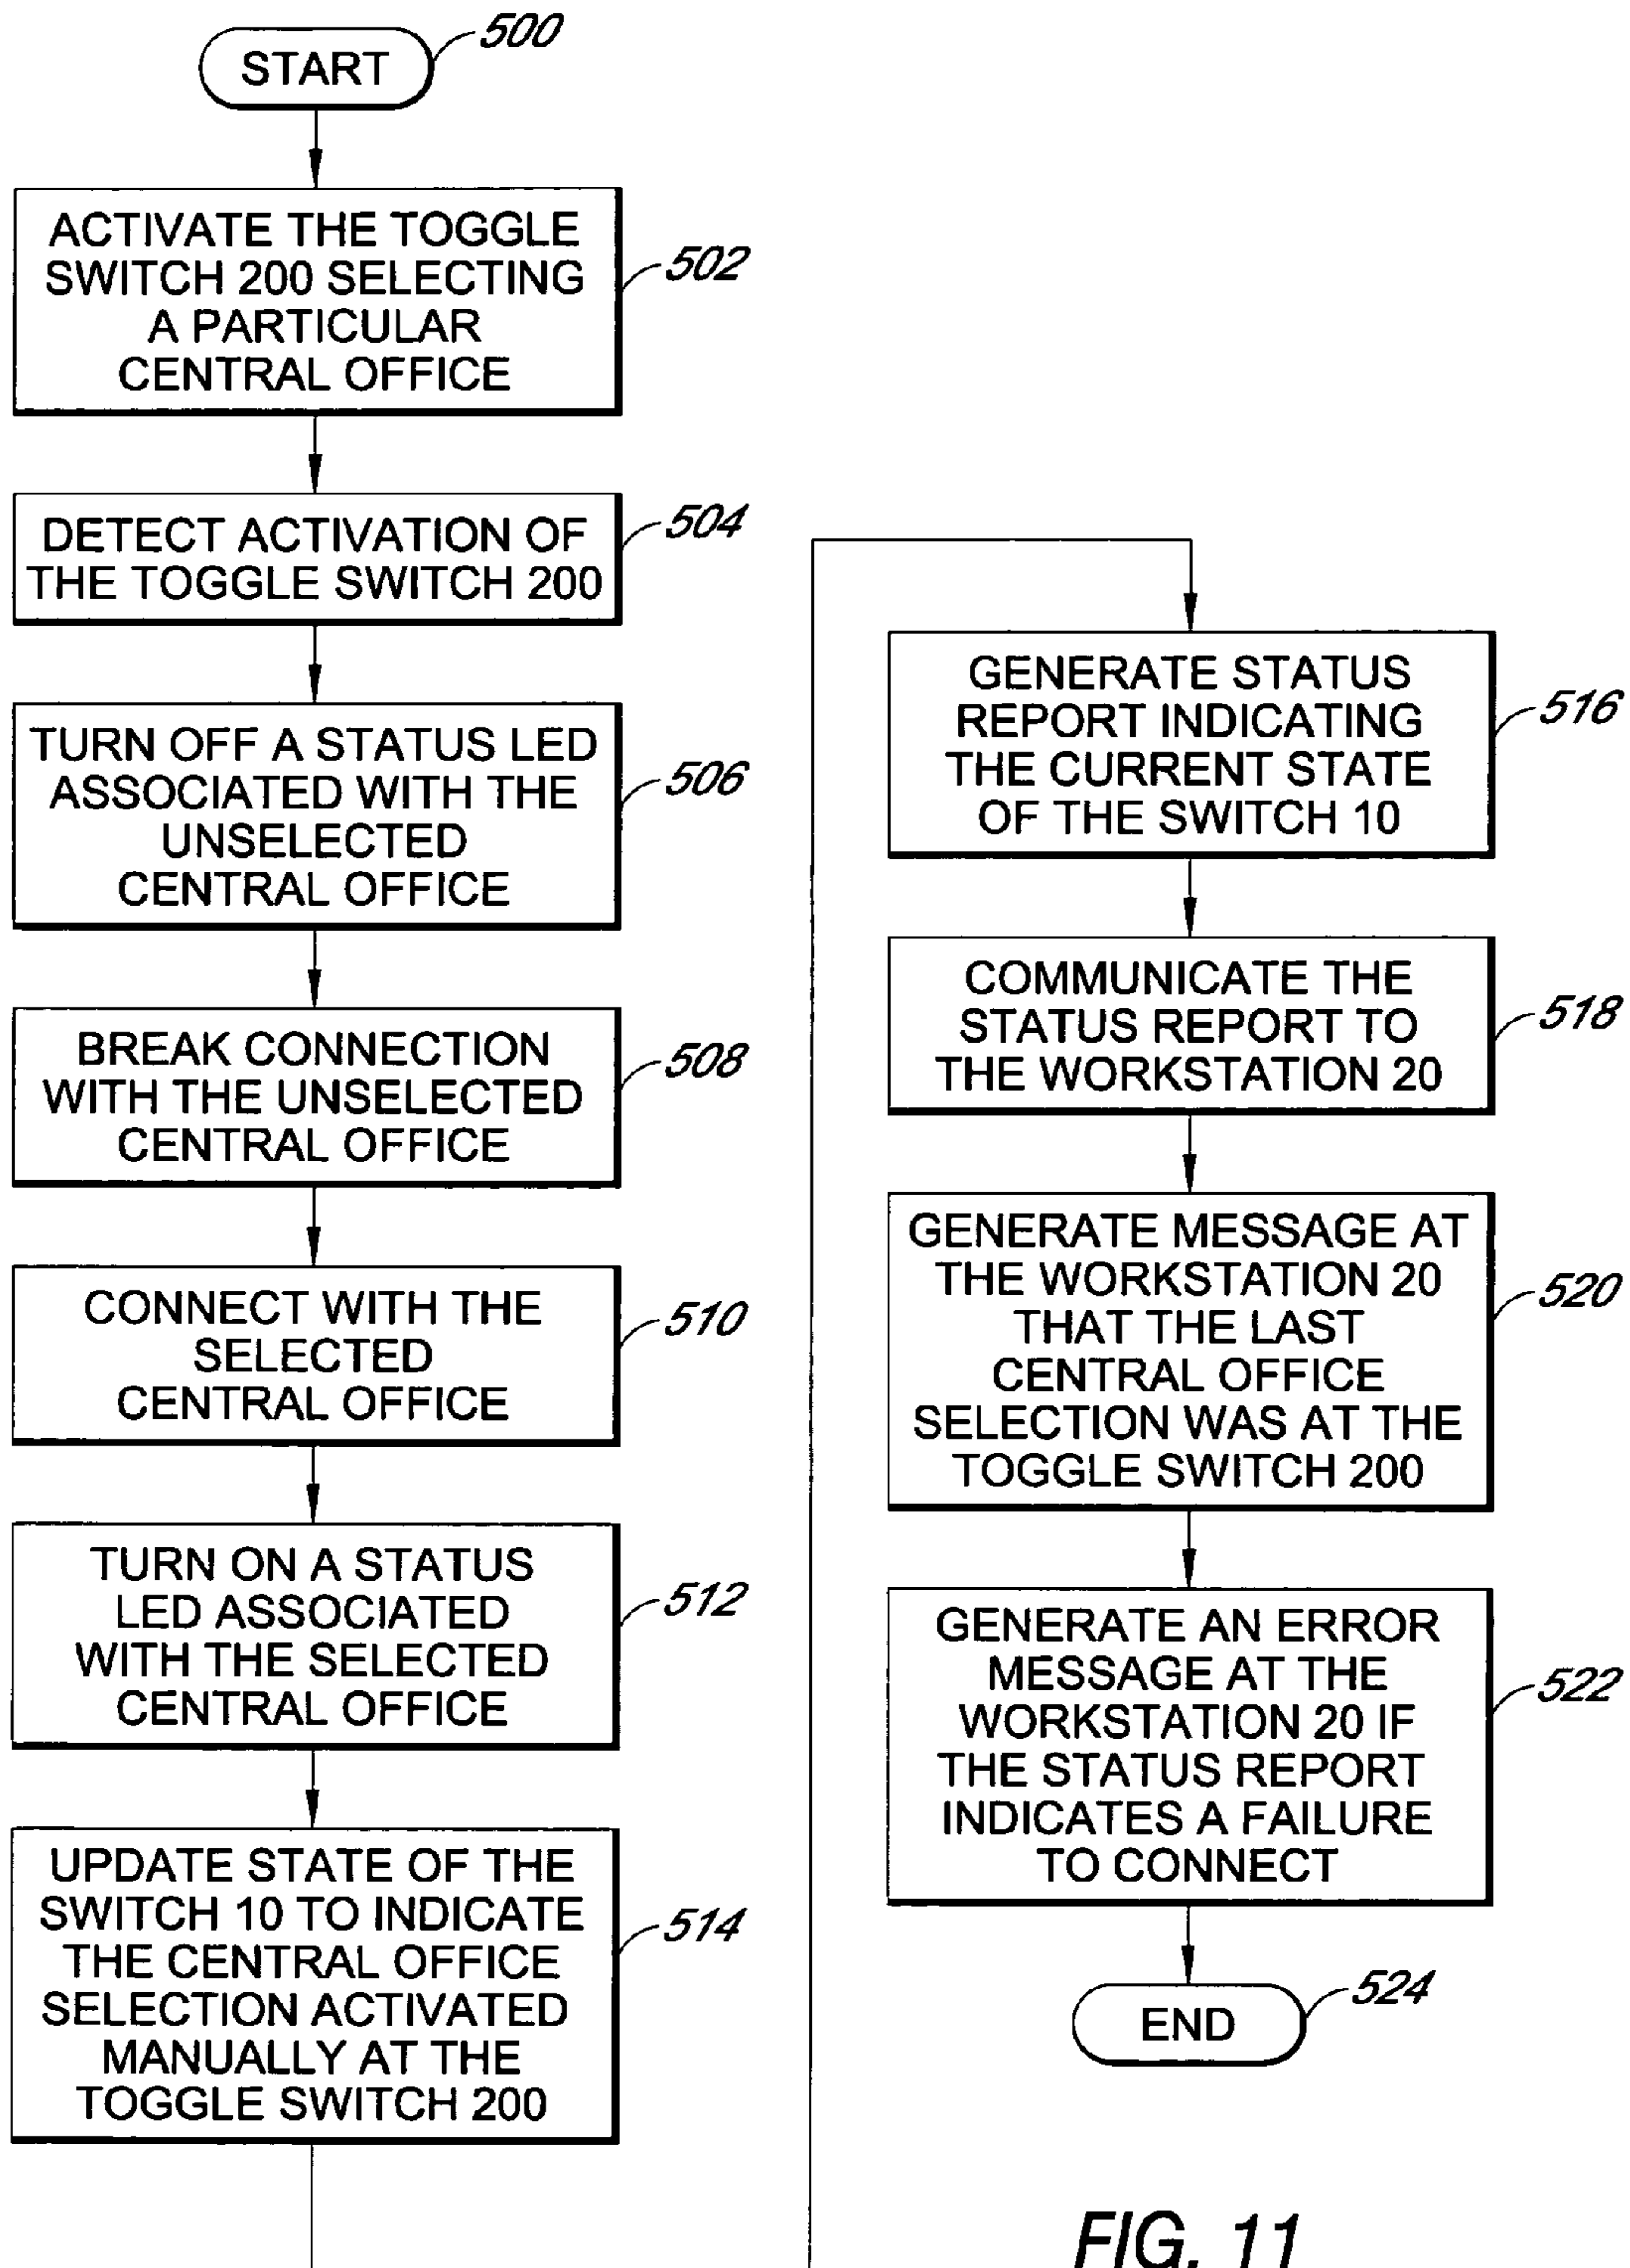 START
500
ACTIVATE THE TOGGLE
SWITCH 200 SELECTING
A PARTICULAR
CENTRAL OFFICE
502
DETECT ACTIVATION OF
THE TOGGLE SWITCH 200
504
TURN OFF A STATUS LED
ASSOCIATED WITH THE
UNSELECTED
CENTRAL OFFICE
506
BREAK CONNECTION
WITH THE UNSELECTED
CENTRAL OFFICE
508
CONNECT WITH THE
SELECTED
CENTRAL OFFICE
510
TURN ON A STATUS
LED ASSOCIATED
WITH THE SELECTED
CENTRAL OFFICE
512
UPDATE STATE OF THE
SWITCH 10 TO INDICATE
THE CENTRAL OFFICE
SELECTION ACTIVATED
MANUALLY AT THE
TOGGLE SWITCH 200
514
GENERATE STATUS
REPORT INDICATING
THE CURRENT STATE
OF THE SWITCH 10
516
COMMUNICATE THE
STATUS REPORT TO
THE WORKSTATION 20
518
GENERATE MESSAGE AT
THE WORKSTATION 20
THAT THE LAST
CENTRAL OFFICE
SELECTION WAS AT THE
TOGGLE SWITCH 200
520
GENERATE AN ERROR
MESSAGE AT THE
WORKSTATION 20 IF
THE STATUS REPORT
INDICATES A FAILURE
TO CONNECT
522
END
524
FIG. 11